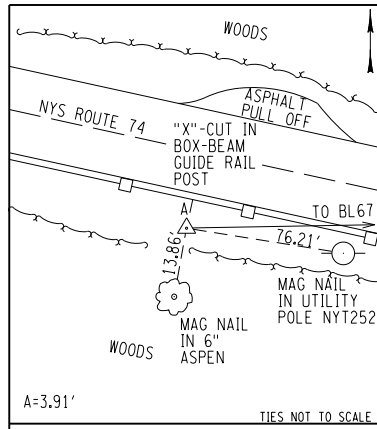 WOODS
ASPHALT
PULL OFF
NYS ROUTE 74
"X"-CUT IN
BOX-BEAM
GUIDE RAIL
POST
A
TO BL67
76.21'
13.86'
MAG NAIL
IN UTILITY
POLE NYT252
MAG NAIL
IN 6"
ASPEN
WOODS
A=3.91'
TIES NOT TO SCALE